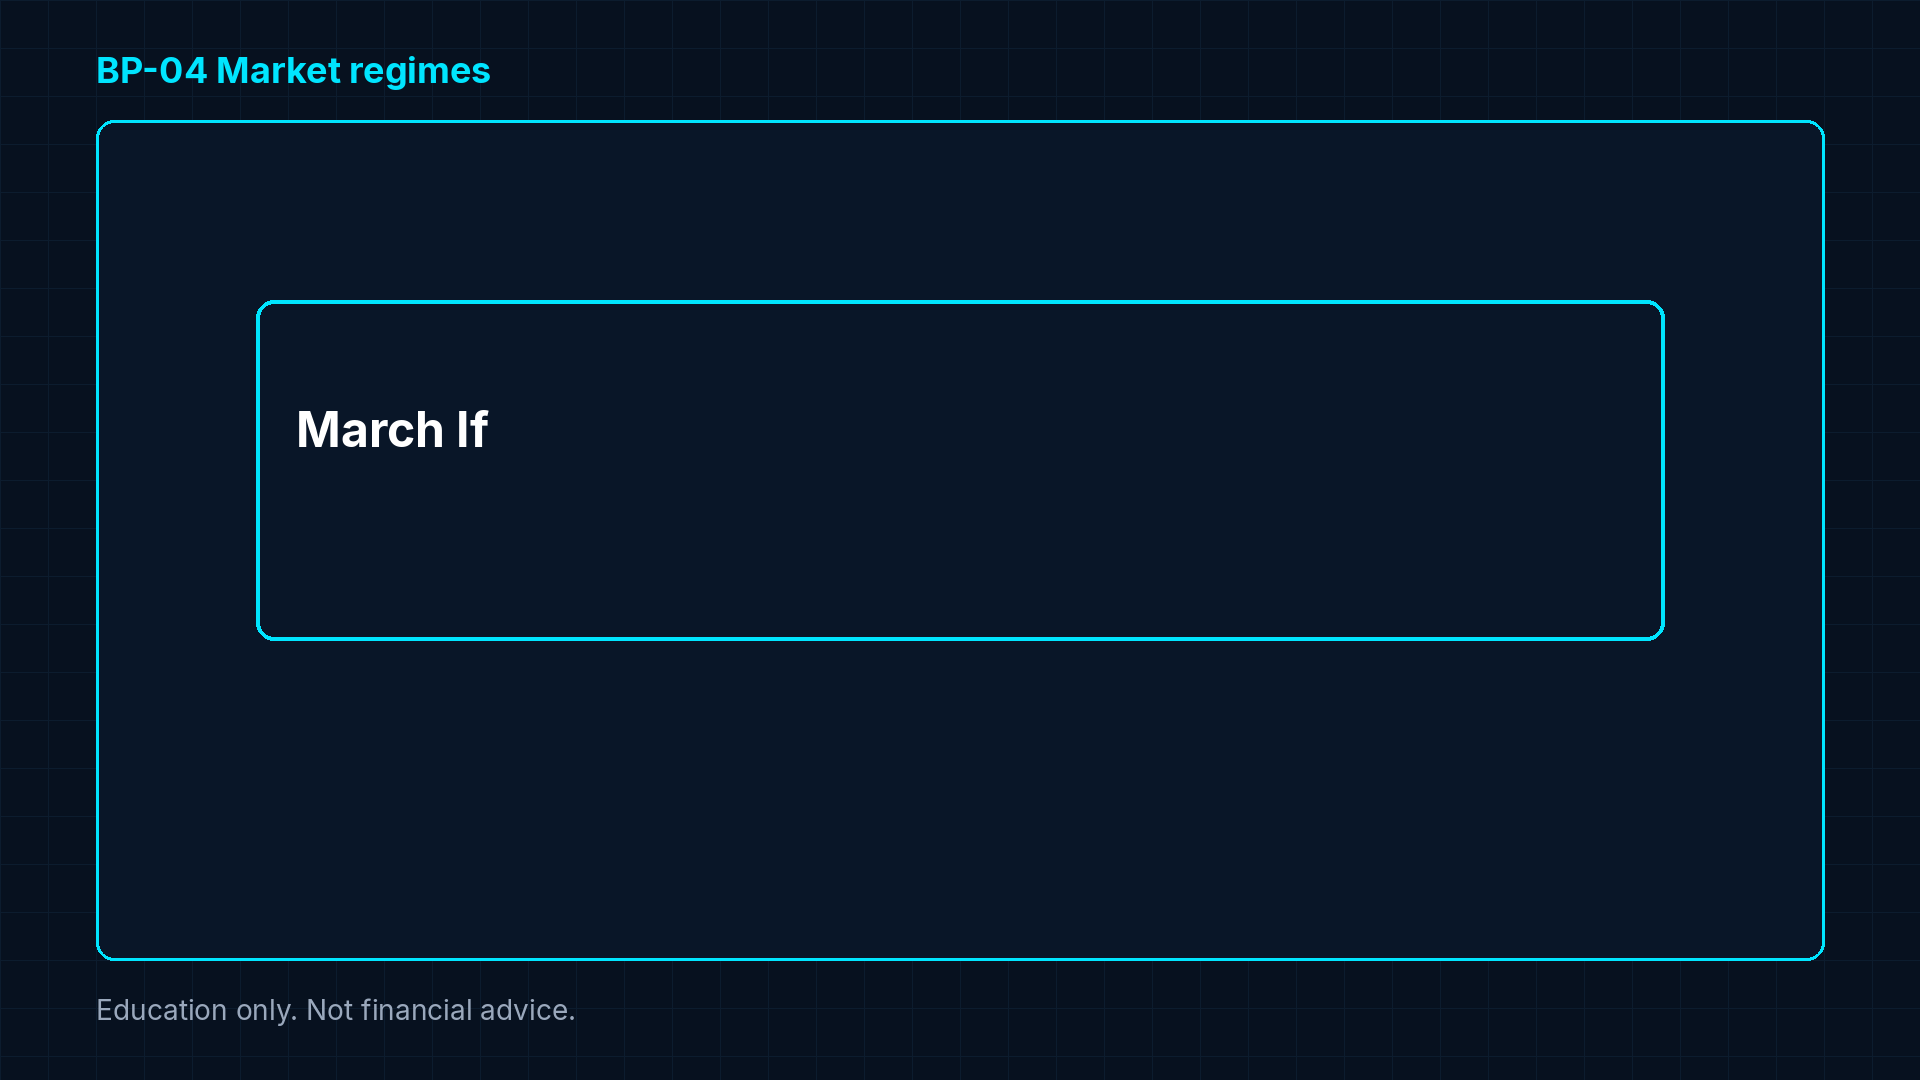 BP-04 Market regimes
March If
Education only. Not financial advice.